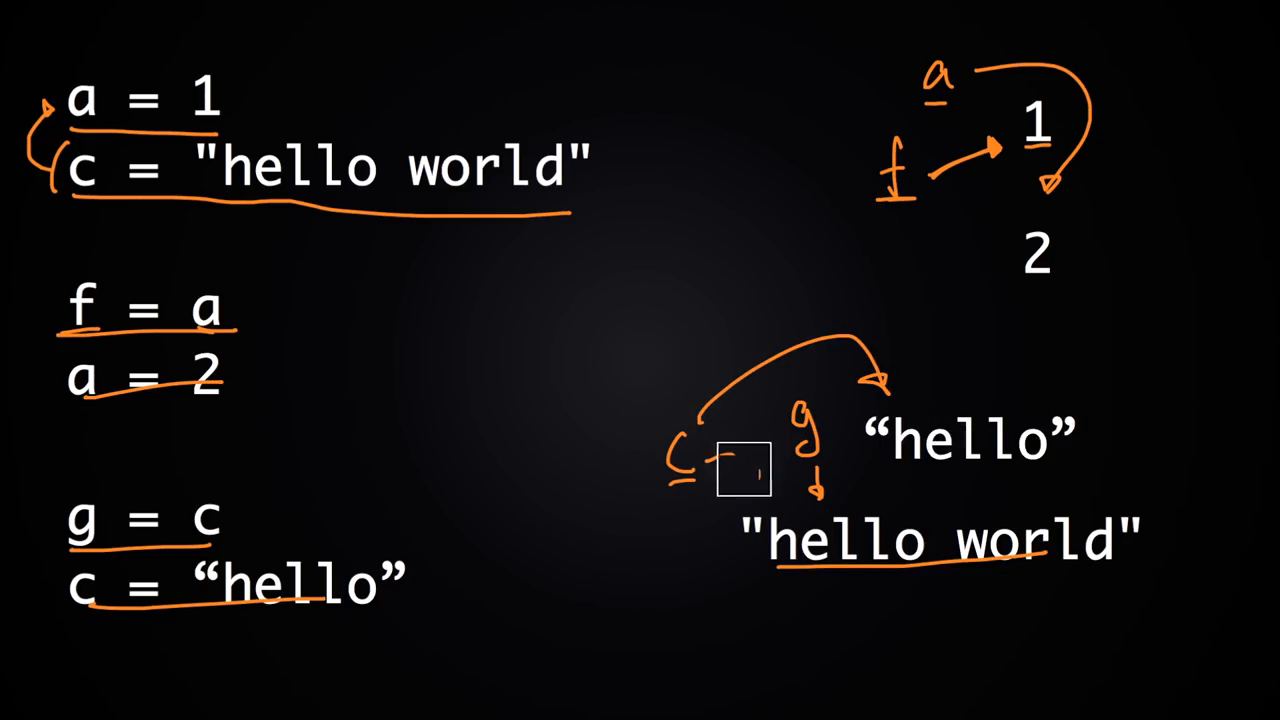 a = 1
c = "hello world"
f = a
a = 2
g = c
c = “hello”
a
1
f
2
c
g
“hello”
"hello world"